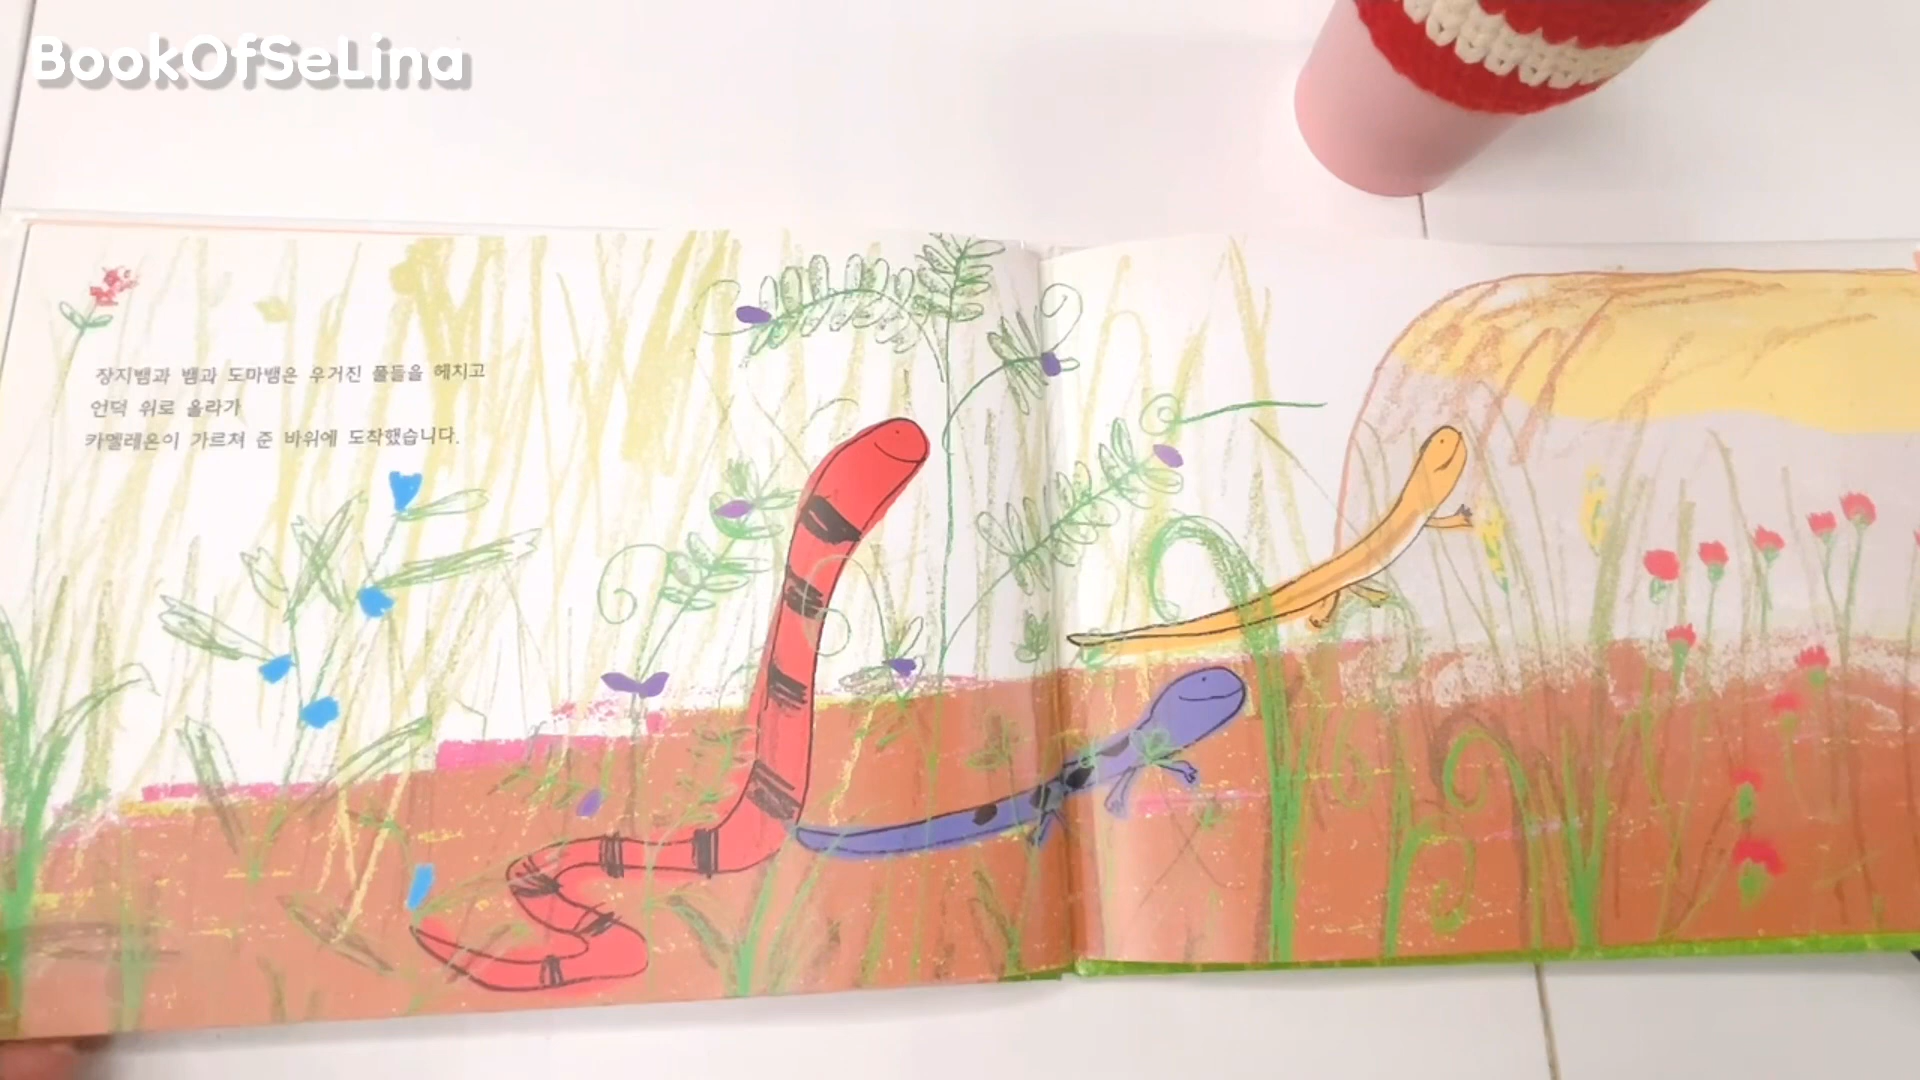 BookOfSeLina
장지뱀과 뱀과 도마뱀은 우거진 풀들을 헤치고
언덕 위로 올라가
카멜레온이 가르쳐 준 바위에 도착했습니다.